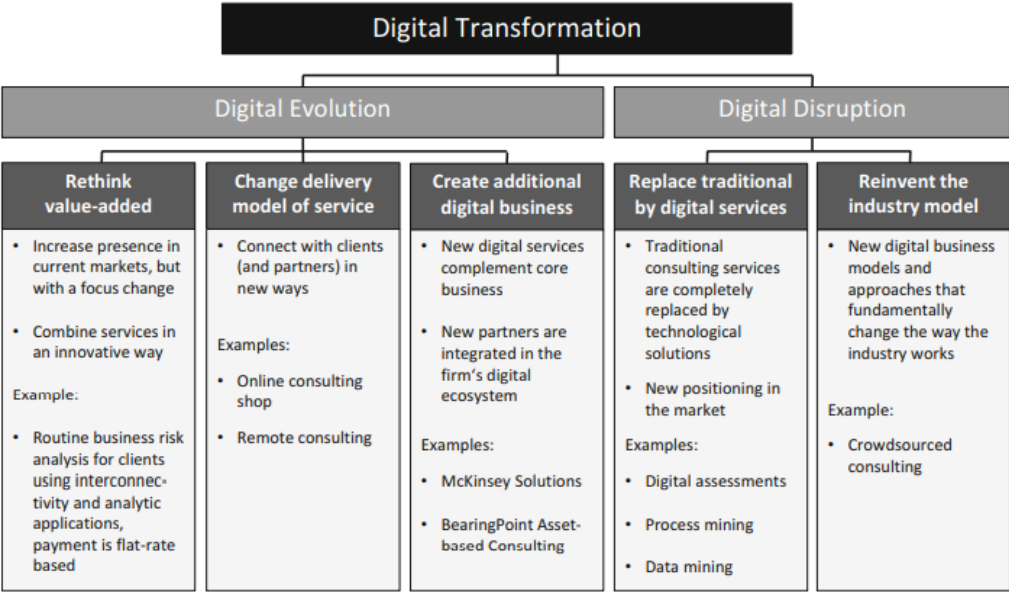 Digital Transformation
Digital Evolution
Digital Disruption
Rethink
value-added
• Increase presence in
current markets, but
with a focus change
• Combine services in
an innovative way
Example:
• Routine business risk
analysis for clients
using interconnec-
tivity and analytic
applications,
payment is flat-rate
based
Change delivery
model of service
• Connect with clients
(and partners) in
new ways
Examples:
• Online consulting
shop
• Remote consulting
Create additional
digital business
• New digital services
complement core
business
• New partners are
integrated in the
firm's digital
ecosystem
Examples:
• McKinsey Solutions
• BearingPoint Asset-
based Consulting
Replace traditional
by digital services
• Traditional
consulting services
are completely
replaced by
technological
solutions
• New positioning in
the market
Examples:
• Digital assessments
• Process mining
• Data mining
Reinvent the
industry model
• New digital business
models and
approaches that
fundamentally
change the way the
industry works
Example:
• Crowdsourced
consulting